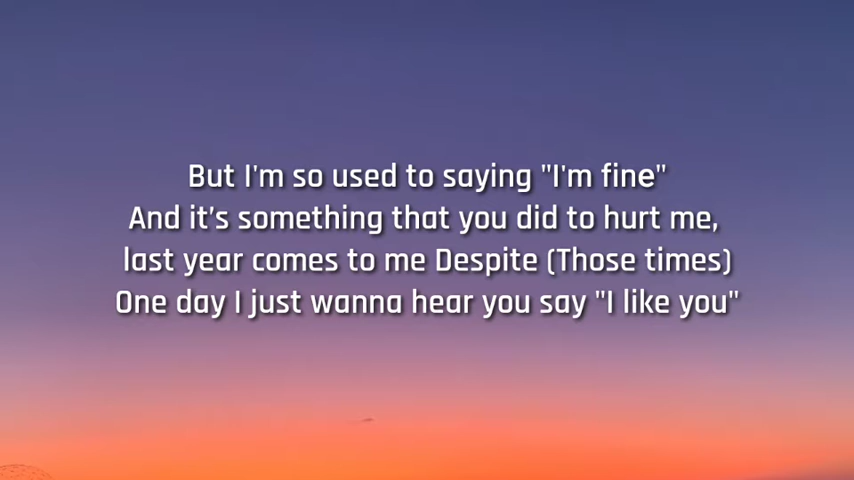 But I'm so used to saying "I'm fine"
And it’s something that you did to hurt me,
last year comes to me Despite (Those times)
One day I just wanna hear you say "I like you"